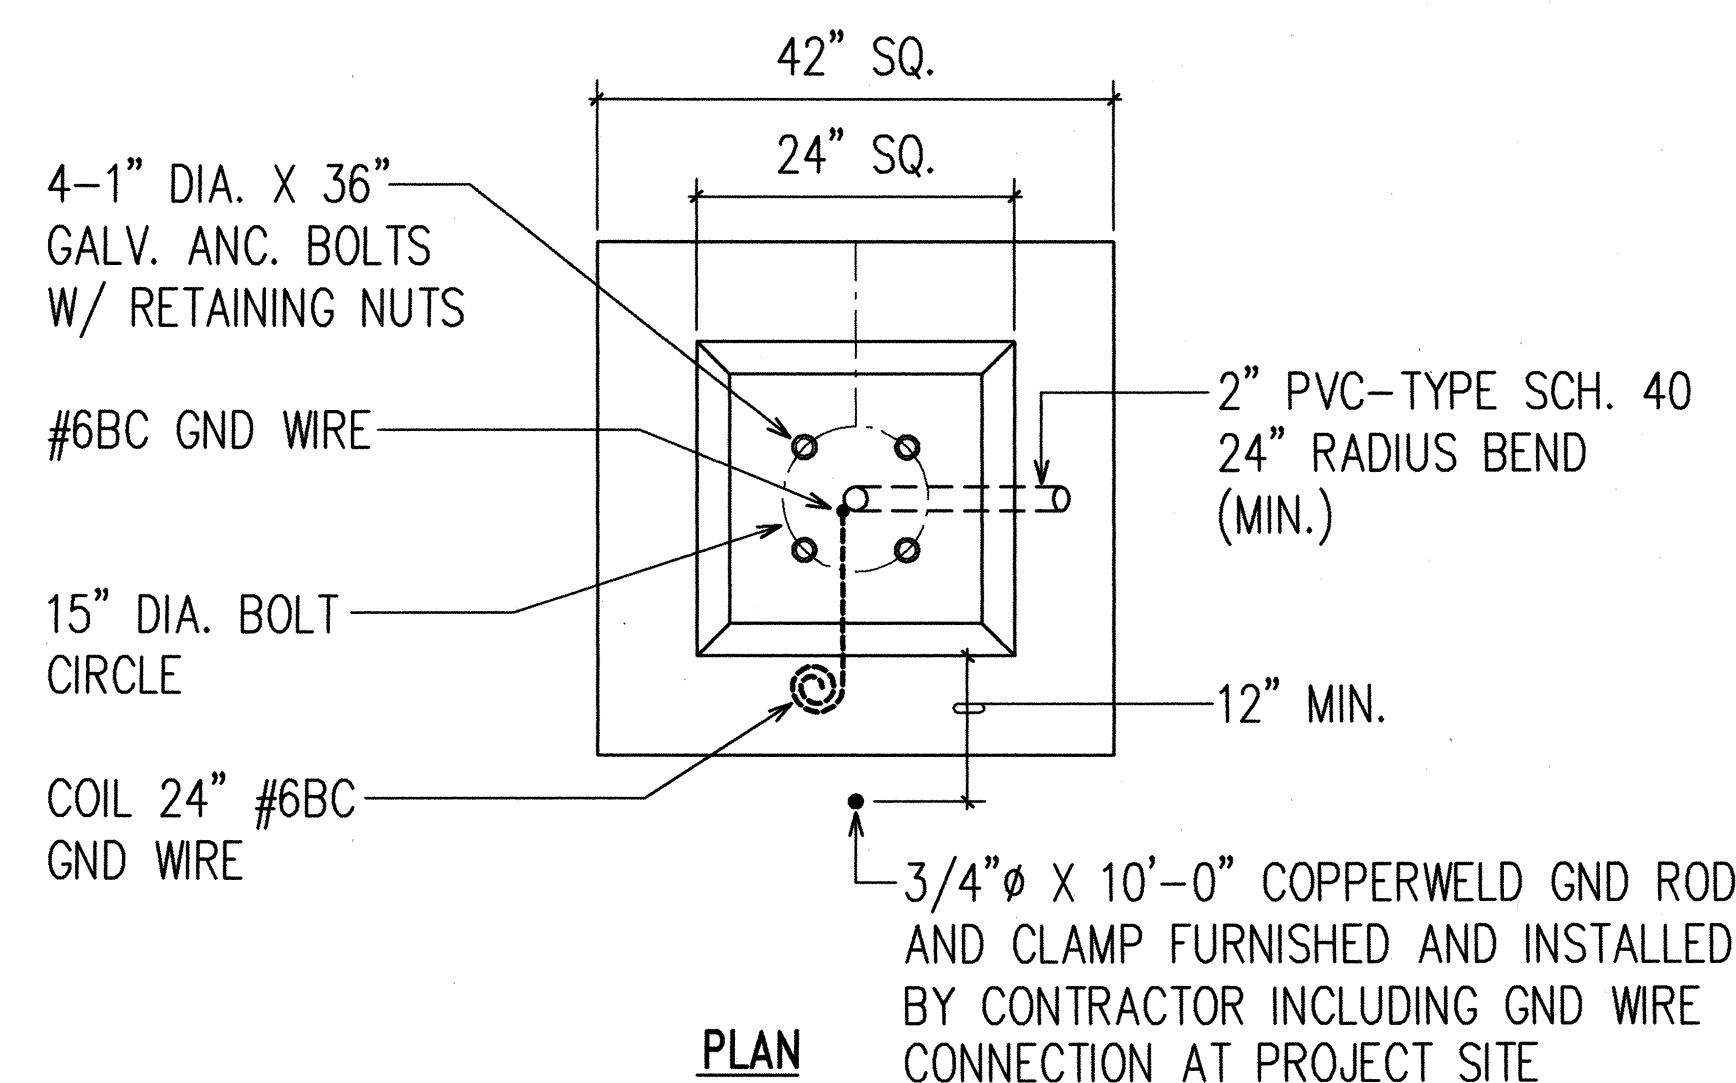 42" SQ.
24" SQ.
4-1" DIA. X 36"
GALV. ANC. BOLTS
W/ RETAINING NUTS
#6BC GND WIRE
15" DIA. BOLT
CIRCLE
COIL 24" #6BC
GND WIRE
2" PVC-TYPE SCH. 40
24" RADIUS BEND
(MIN.)
12" MIN.
3/4"ø X 10'-0" COPPERWELD GND ROD
AND CLAMP FURNISHED AND INSTALLED
BY CONTRACTOR INCLUDING GND WIRE
CONNECTION AT PROJECT SITE
PLAN